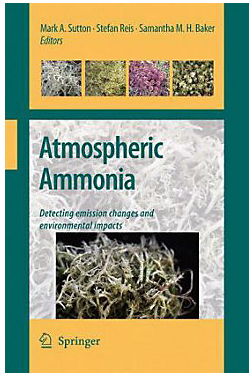 Mark A. Sutton · Stefan Reis · Samantha M. H. Baker
Editors
Atmospheric
Ammonia
Detecting emission changes and
environmental impacts
Springer